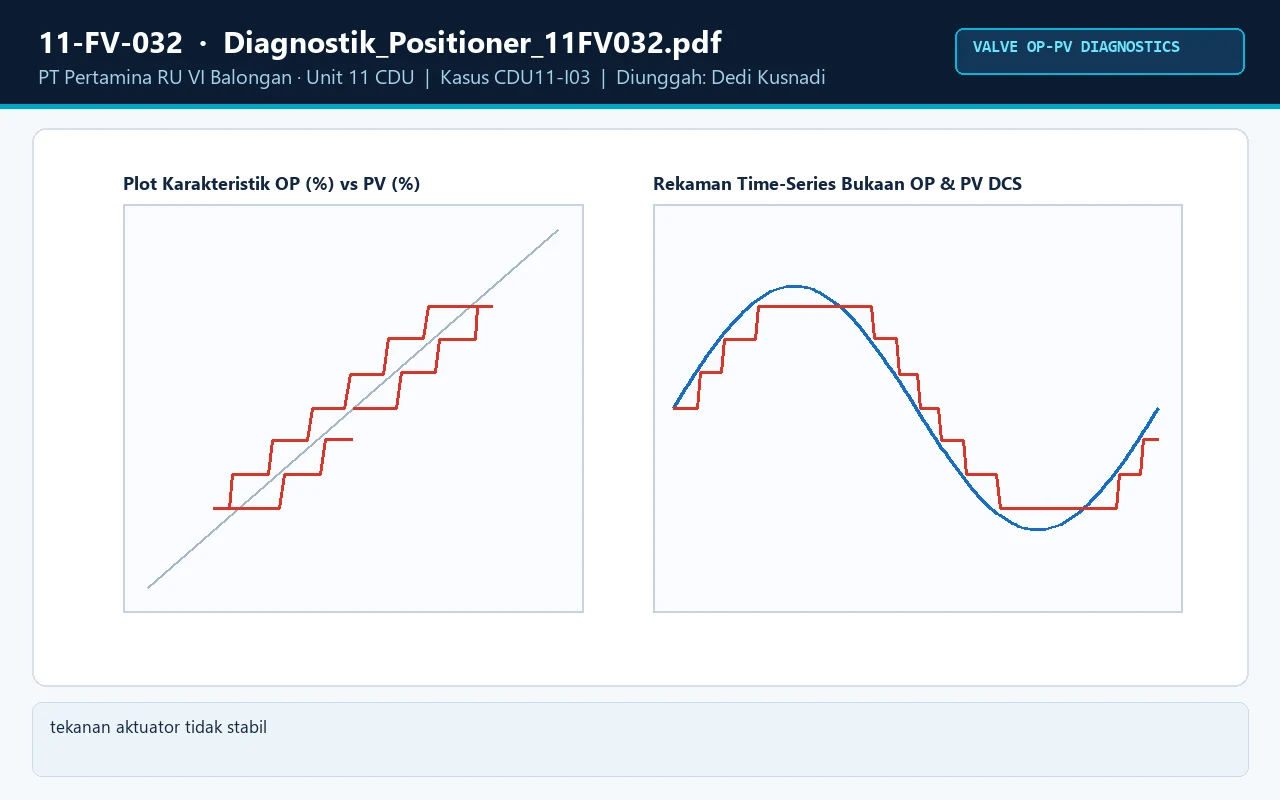 11-FV-032 · Diagnostik_Positioner_11FV032.pdf
VALVE OP-PV DIAGNOSTICS
PT Pertamina RU VI Balongan · Unit 11 CDU | Kasus CDU11-I03 | Diunggah: Dedi Kusnadi
Plot Karakteristik OP (%) vs PV (%)
Rekaman Time-Series Bukaan OP & PV DCS
tekanan aktuator tidak stabil